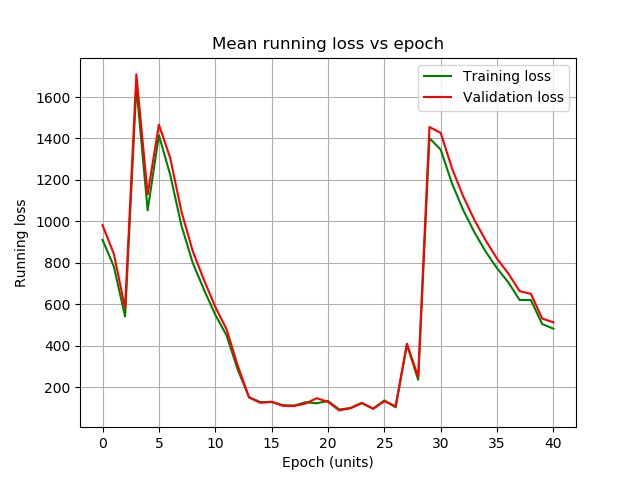 Mean running loss vs epoch
Training loss
Validation loss
Running loss
1600
1400
1200
1000
800
600
400
200
0 5 10 15 20 25 30 35 40
Epoch (units)